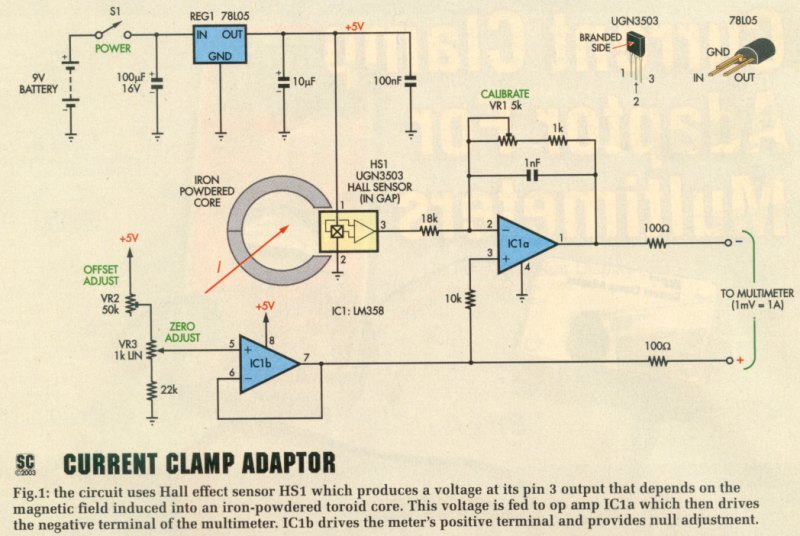 S1
POWER
9V
BATTERY
100µF
16V
REG1 78L05
IN OUT
GND
+5V
10µF
100nF
UGN3503
BRANDED
SIDE
1
2
3
78L05
GND
IN
OUT
CALIBRATE
VR1 5k
1k
1nF
IRON
POWDERED
CORE
HS1
UGN3503
HALL SENSOR
(IN GAP)
1
3
2
I
18k
2
−
IC1a
1
3
+
4
100Ω
−
TO MULTIMETER
(1mV = 1A)
10k
100Ω
+
+5V
OFFSET
ADJUST
VR2
50k
VR3
1k LIN
ZERO
ADJUST
22k
+5V
IC1: LM358
5
+
8
IC1b
7
6
−
SC
©2003
CURRENT CLAMP ADAPTOR
Fig.1: the circuit uses Hall effect sensor HS1 which produces a voltage at its pin 3 output that depends on the
magnetic field induced into an iron-powdered toroid core. This voltage is fed to op amp IC1a which then drives
the negative terminal of the multimeter. IC1b drives the meter's positive terminal and provides null adjustment.